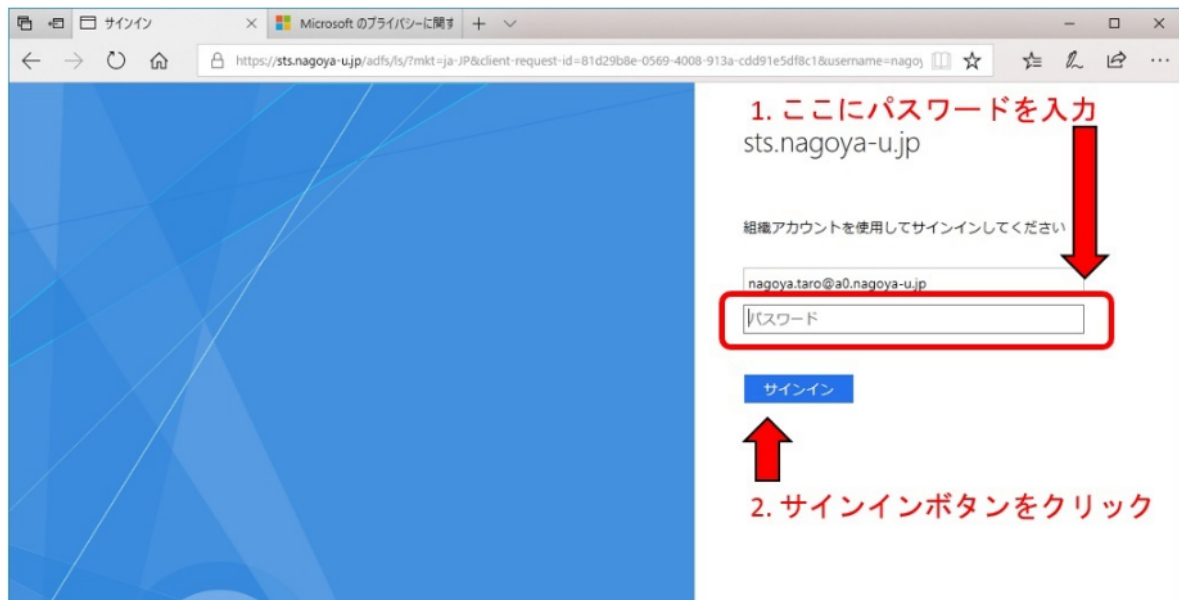 サインイン
Microsoft のプライバシーに関す
https://sts.nagoya-u.jp/adfs/ls/?mkt=ja-JP&client-request-id=81d29b8e-0569-4008-913a-cdd91e5df8c1&username=nagoy
1. ここにパスワードを入力
sts.nagoya-u.jp
組織アカウントを使用してサインインしてください
nagoya.taro@a0.nagoya-u.jp
パスワード
サインイン
2. サインインボタンをクリック